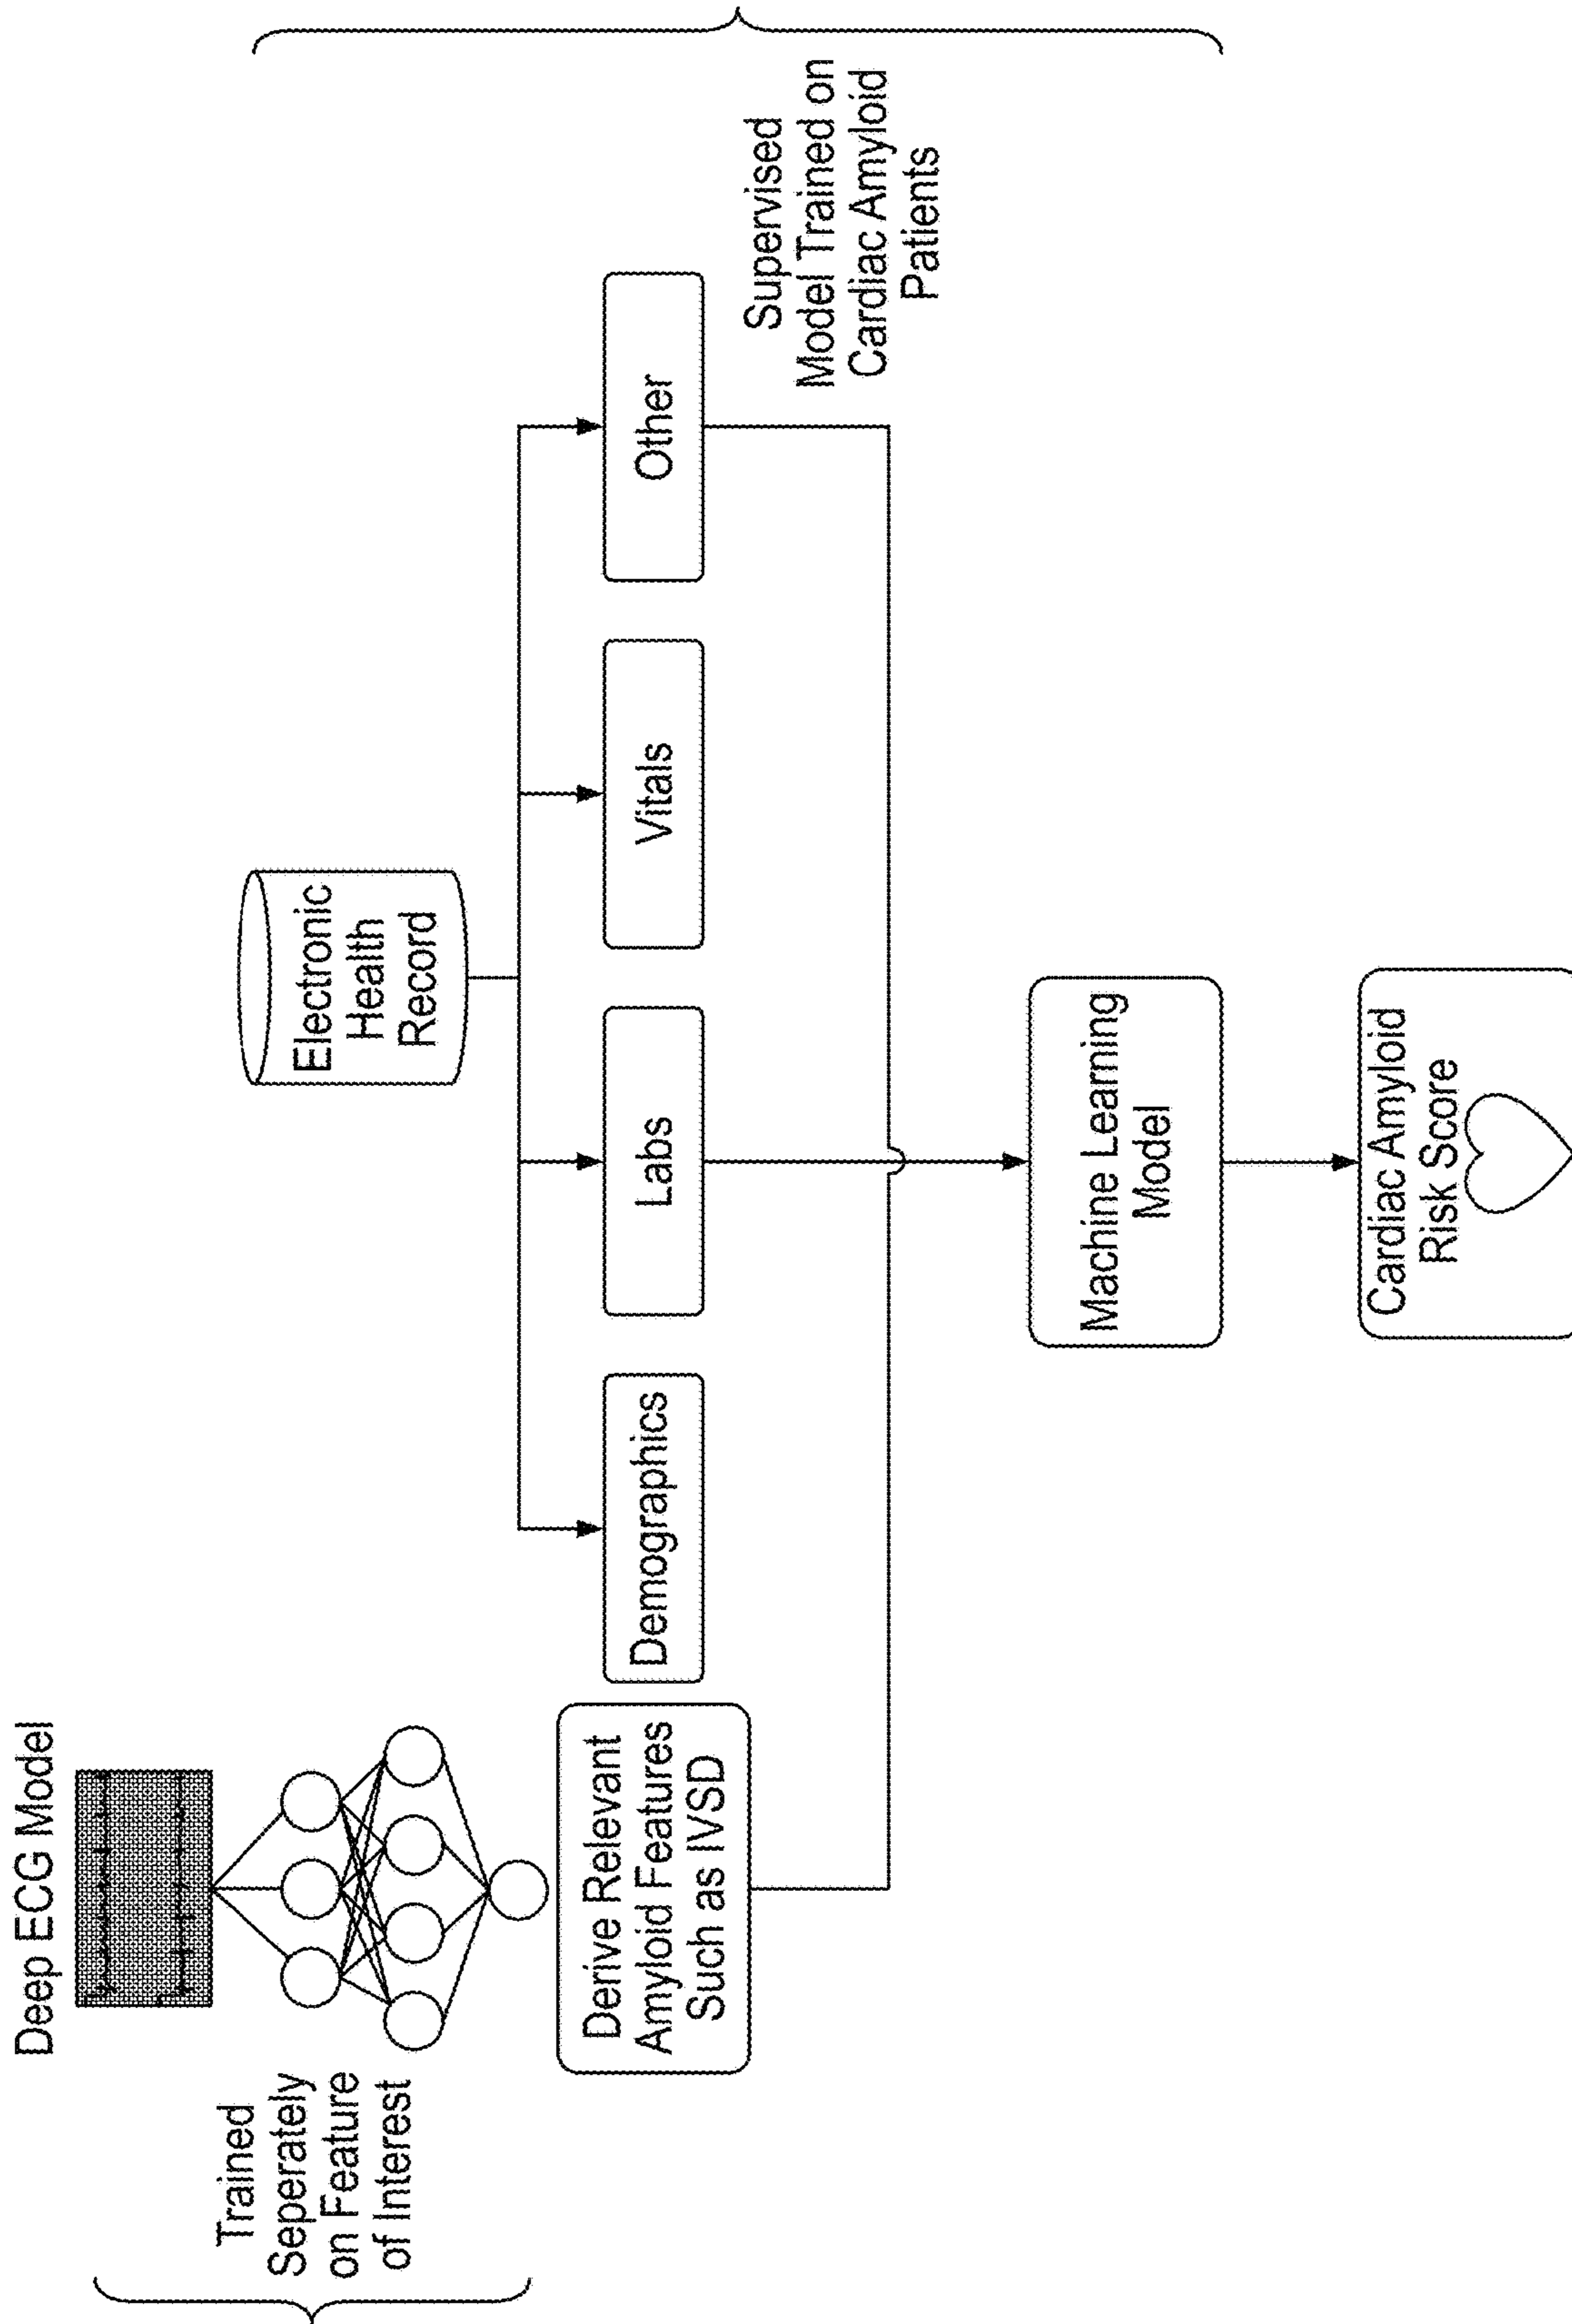 Deep ECG Model
Trained
Seperately
on Feature
of Interest
Derive Relevant
Amyloid Features
Such as IVSD
Electronic
Health
Record
Demographics
Labs
Vitals
Other
Supervised
Model Trained on
Cardiac Amyloid
Patients
Machine Learning
Model
Cardiac Amyloid
Risk Score